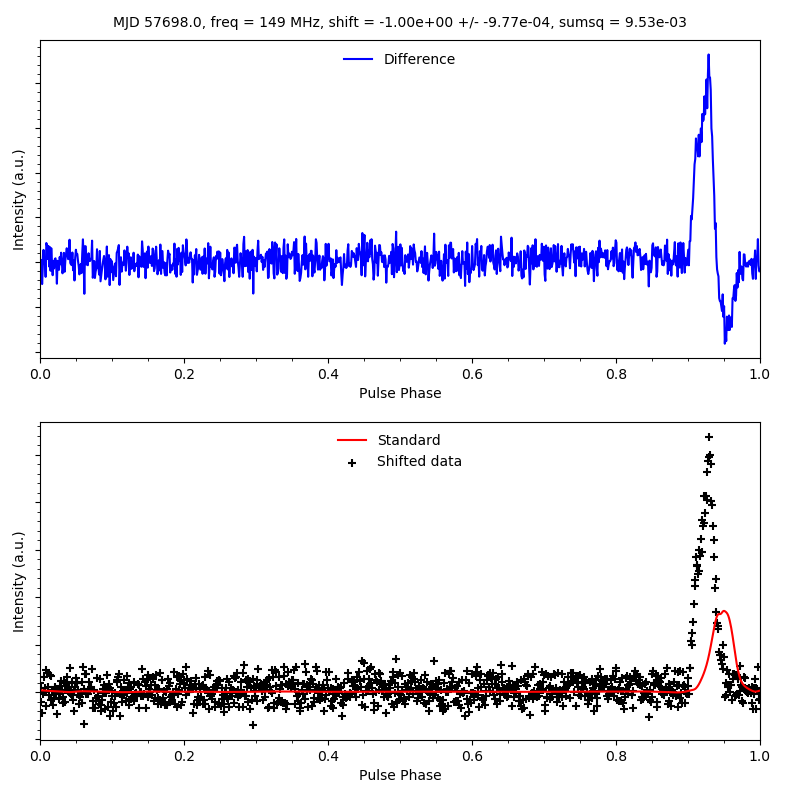 MJD 57698.0, freq = 149 MHz, shift = -1.00e+00 +/- -9.77e-04, sumsq = 9.53e-03
Difference
Intensity (a.u.)
0.0 0.2 0.4 0.6 0.8 1.0
Pulse Phase
Standard
Shifted data
Intensity (a.u.)
0.0 0.2 0.4 0.6 0.8 1.0
Pulse Phase